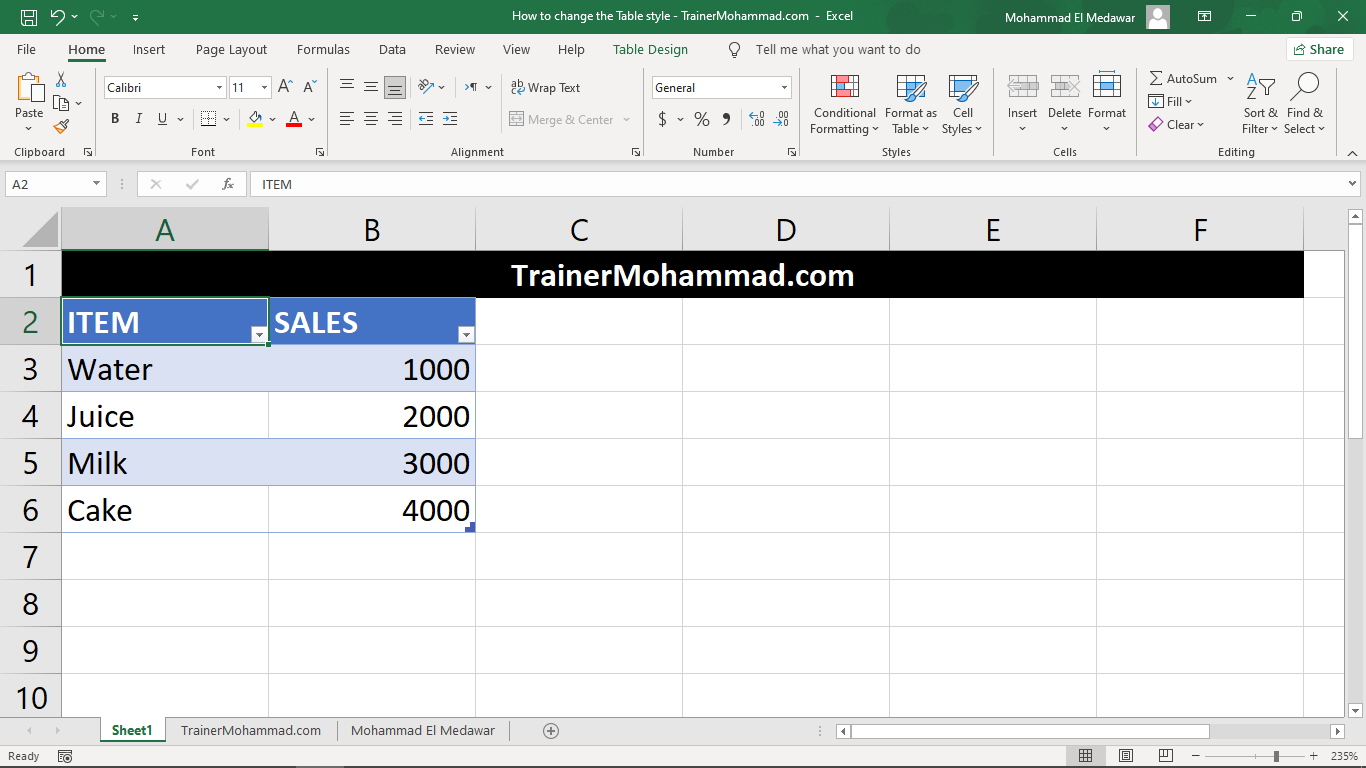 How to change the Table style - TrainerMohammad.com - Excel
Mohammad El Medawar
File Home Insert Page Layout Formulas Data Review View Help Table Design Tell me what you want to do Share
Paste
Clipboard
Calibri 11
B I U A
Font
ab Wrap Text
Merge & Center
Alignment
General
$ % 9 .00 .00
Number
Conditional Formatting
Format as Table
Cell Styles
Styles
Insert Delete Format
Cells
AutoSum
Fill
Clear
Sort & Filter
Find & Select
Editing
A2 fx ITEM
A B C D E F
1 TrainerMohammad.com
2 ITEM SALES
3 Water 1000
4 Juice 2000
5 Milk 3000
6 Cake 4000
7
8
9
10
Sheet1 TrainerMohammad.com Mohammad El Medawar
Ready 235%